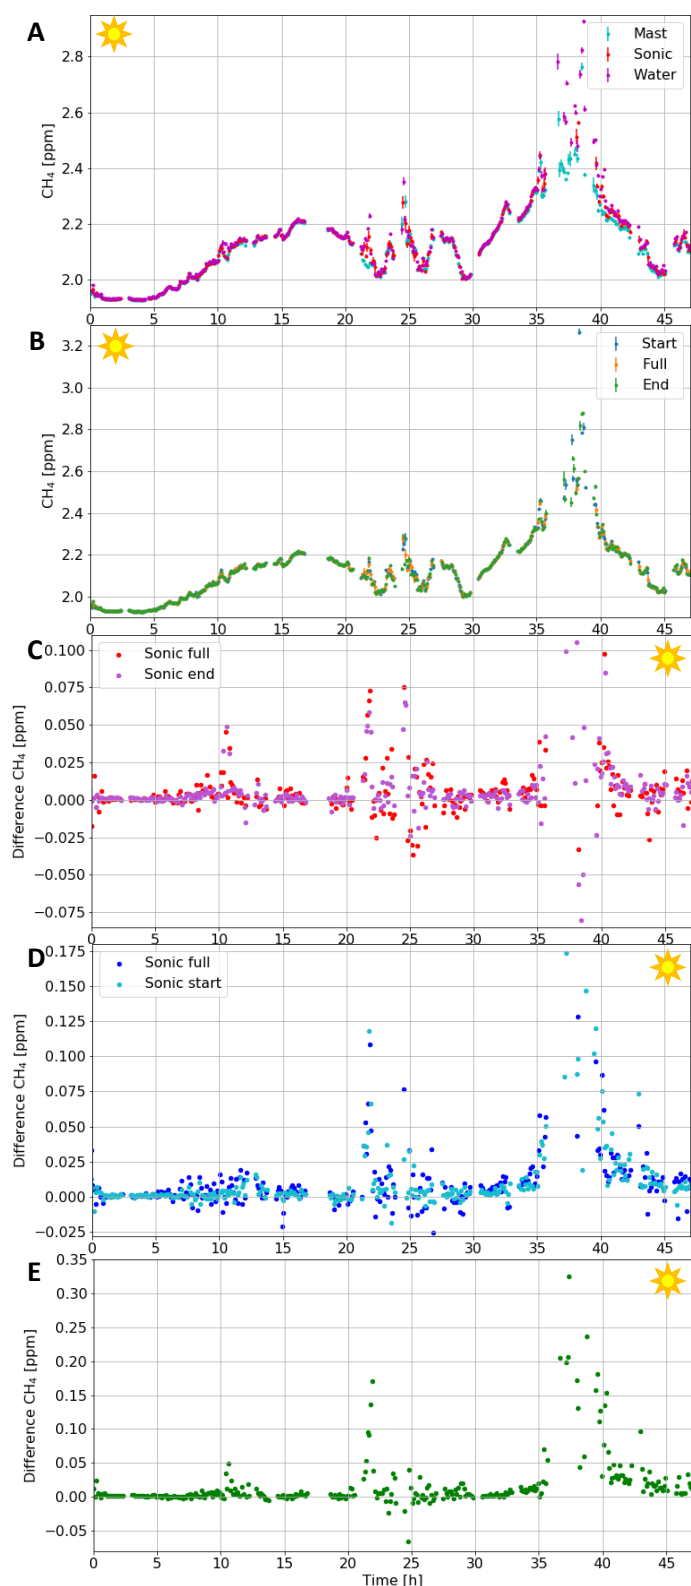 A
Mast
Sonic
Water
CH₄ [ppm]
2.8
2.6
2.4
2.2
2.0
0 5 10 15 20 25 30 35 40 45
B
Start
Full
End
CH₄ [ppm]
3.2
3.0
2.8
2.6
2.4
2.2
2.0
0 5 10 15 20 25 30 35 40 45
C
Sonic full
Sonic end
Difference CH₄ [ppm]
0.100
0.075
0.050
0.025
0.000
−0.025
−0.050
−0.075
0 5 10 15 20 25 30 35 40 45
D
Sonic full
Sonic start
Difference CH₄ [ppm]
0.175
0.150
0.125
0.100
0.075
0.050
0.025
0.000
−0.025
0 5 10 15 20 25 30 35 40 45
E
Difference CH₄ [ppm]
0.35
0.30
0.25
0.20
0.15
0.10
0.05
0.00
−0.05
0 5 10 15 20 25 30 35 40 45
Time [h]